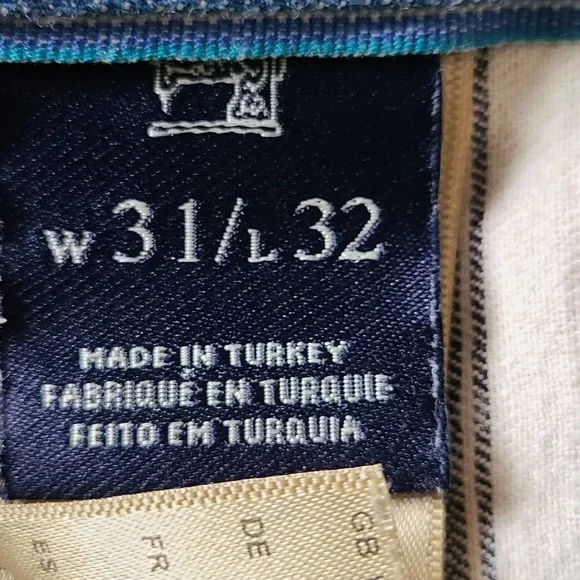 W 31/L 32
MADE IN TURKEY
FABRIQUÉ EN TURQUIE
FEITO EM TURQUIA
GB
DE
FR
ES